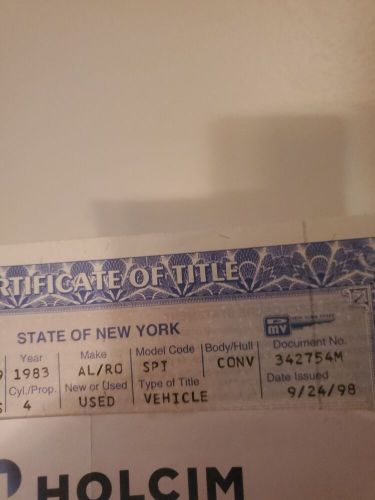 RTIFICATE OF TITLE
STATE OF NEW YORK
DMV
Year Make Model Code Body/Hull Document No.
9 1983 AL/RO SPT CONV 342754M
Cyl./Prop. New or Used Type of Title Date Issued
S 4 USED VEHICLE 9/24/98
HOLCIM